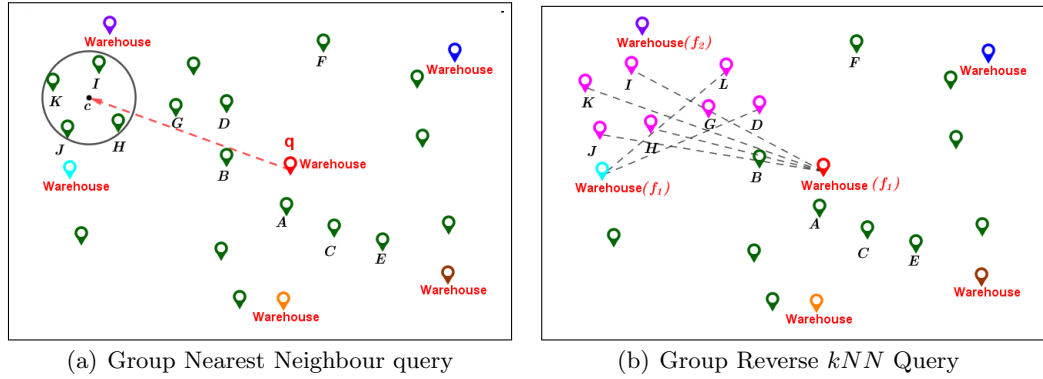 Warehouse
Warehouse
F
I
K
c
G
D
J
H
q
Warehouse
B
Warehouse
A
C
E
Warehouse
Warehouse
(a) Group Nearest Neighbour query
Warehouse(f2)
Warehouse
F
I
L
K
G
D
J
H
B
Warehouse(f1)
Warehouse (f1)
A
C
E
Warehouse
Warehouse
(b) Group Reverse kNN Query